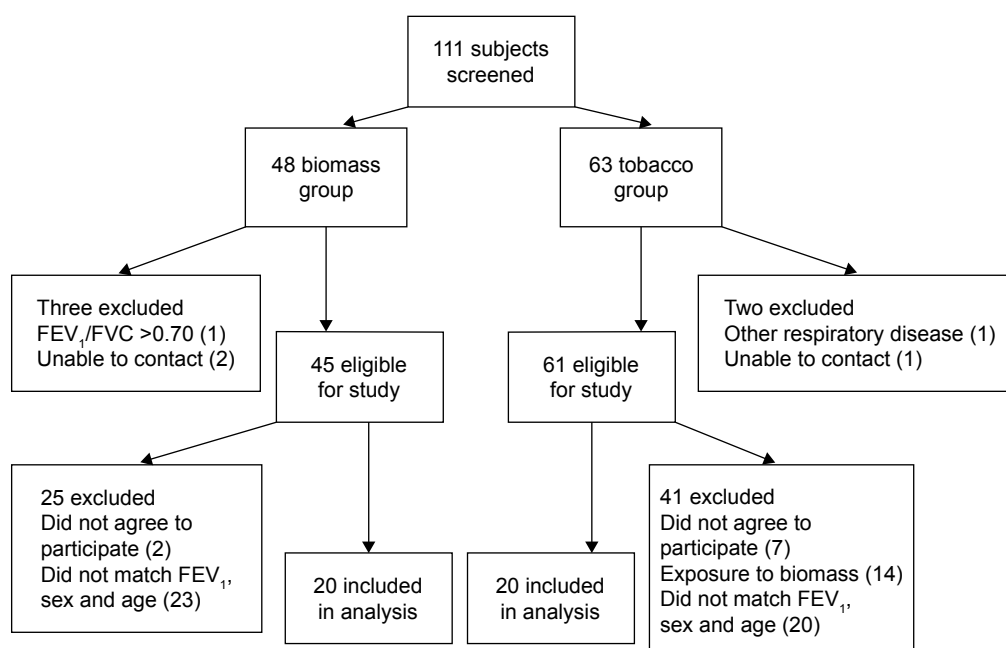 111 subjects
screened
48 biomass
group
63 tobacco
group
Three excluded
FEV₁/FVC >0.70 (1)
Unable to contact (2)
45 eligible
for study
61 eligible
for study
Two excluded
Other respiratory disease (1)
Unable to contact (1)
25 excluded
Did not agree to
participate (2)
Did not match FEV₁,
sex and age (23)
20 included
in analysis
20 included
in analysis
41 excluded
Did not agree to
participate (7)
Exposure to biomass (14)
Did not match FEV₁,
sex and age (20)